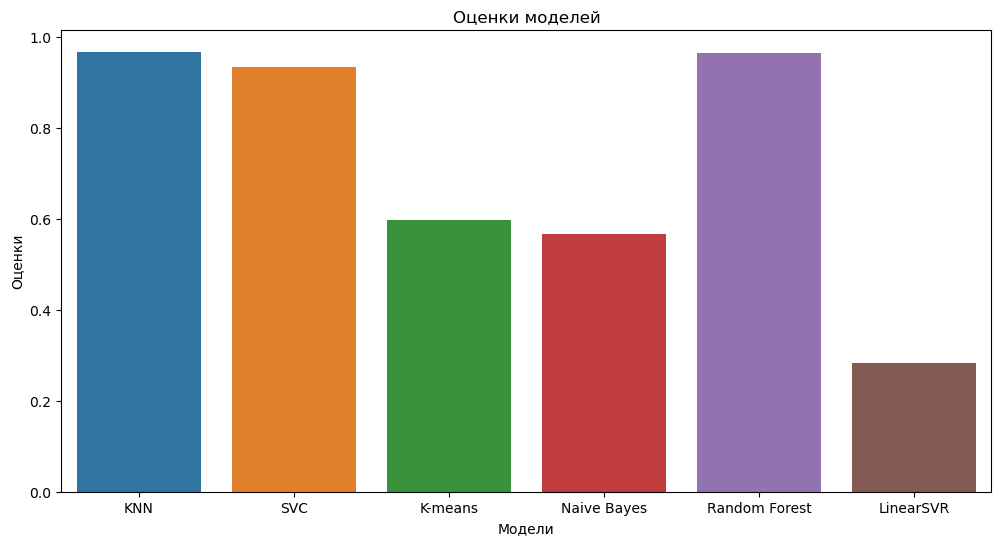 Оценки моделей
Оценки
1.0
0.8
0.6
0.4
0.2
0.0
KNN
SVC
K-means
Naive Bayes
Random Forest
LinearSVR
Модели